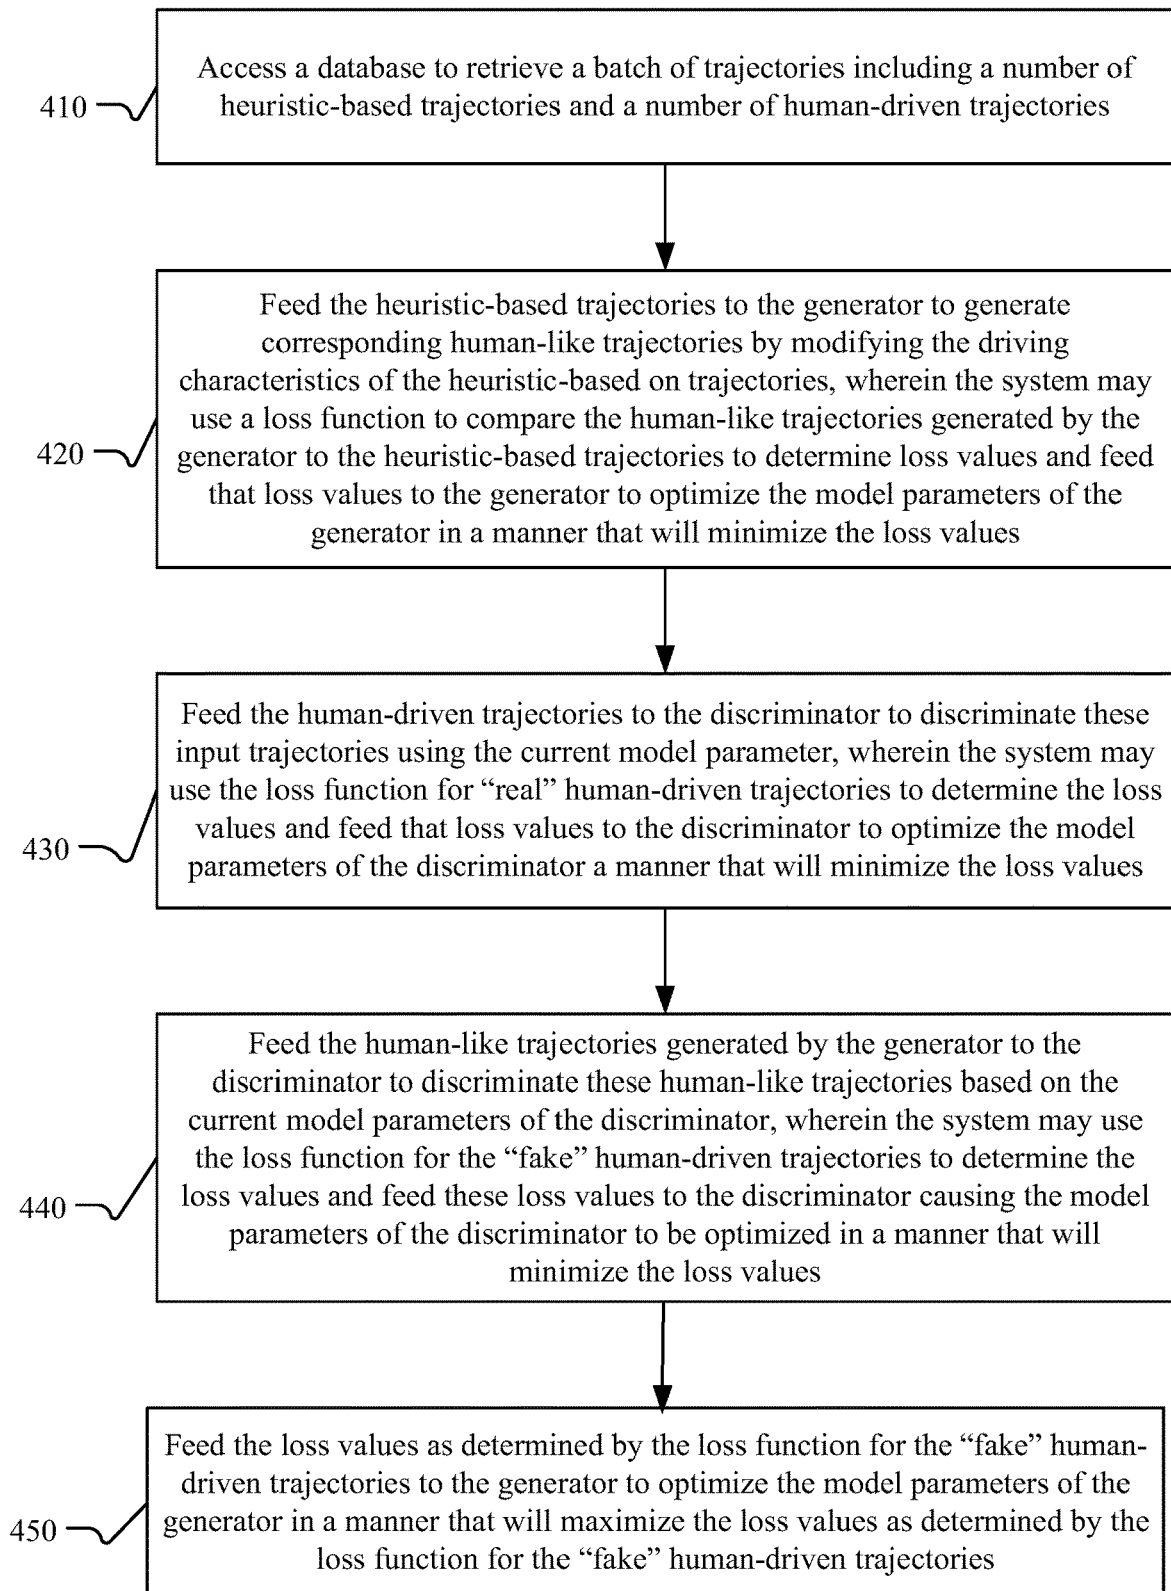 Access a database to retrieve a batch of trajectories including a number of
heuristic-based trajectories and a number of human-driven trajectories
410
Feed the heuristic-based trajectories to the generator to generate
corresponding human-like trajectories by modifying the driving
characteristics of the heuristic-based on trajectories, wherein the system may
use a loss function to compare the human-like trajectories generated by the
generator to the heuristic-based trajectories to determine loss values and feed
that loss values to the generator to optimize the model parameters of the
generator in a manner that will minimize the loss values
420
Feed the human-driven trajectories to the discriminator to discriminate these
input trajectories using the current model parameter, wherein the system may
use the loss function for “real” human-driven trajectories to determine the loss
values and feed that loss values to the discriminator to optimize the model
parameters of the discriminator a manner that will minimize the loss values
430
Feed the human-like trajectories generated by the generator to the
discriminator to discriminate these human-like trajectories based on the
current model parameters of the discriminator, wherein the system may use
the loss function for the “fake” human-driven trajectories to determine the
loss values and feed these loss values to the discriminator causing the model
parameters of the discriminator to be optimized in a manner that will
minimize the loss values
440
Feed the loss values as determined by the loss function for the “fake” human-
driven trajectories to the generator to optimize the model parameters of the
generator in a manner that will maximize the loss values as determined by the
loss function for the “fake” human-driven trajectories
450